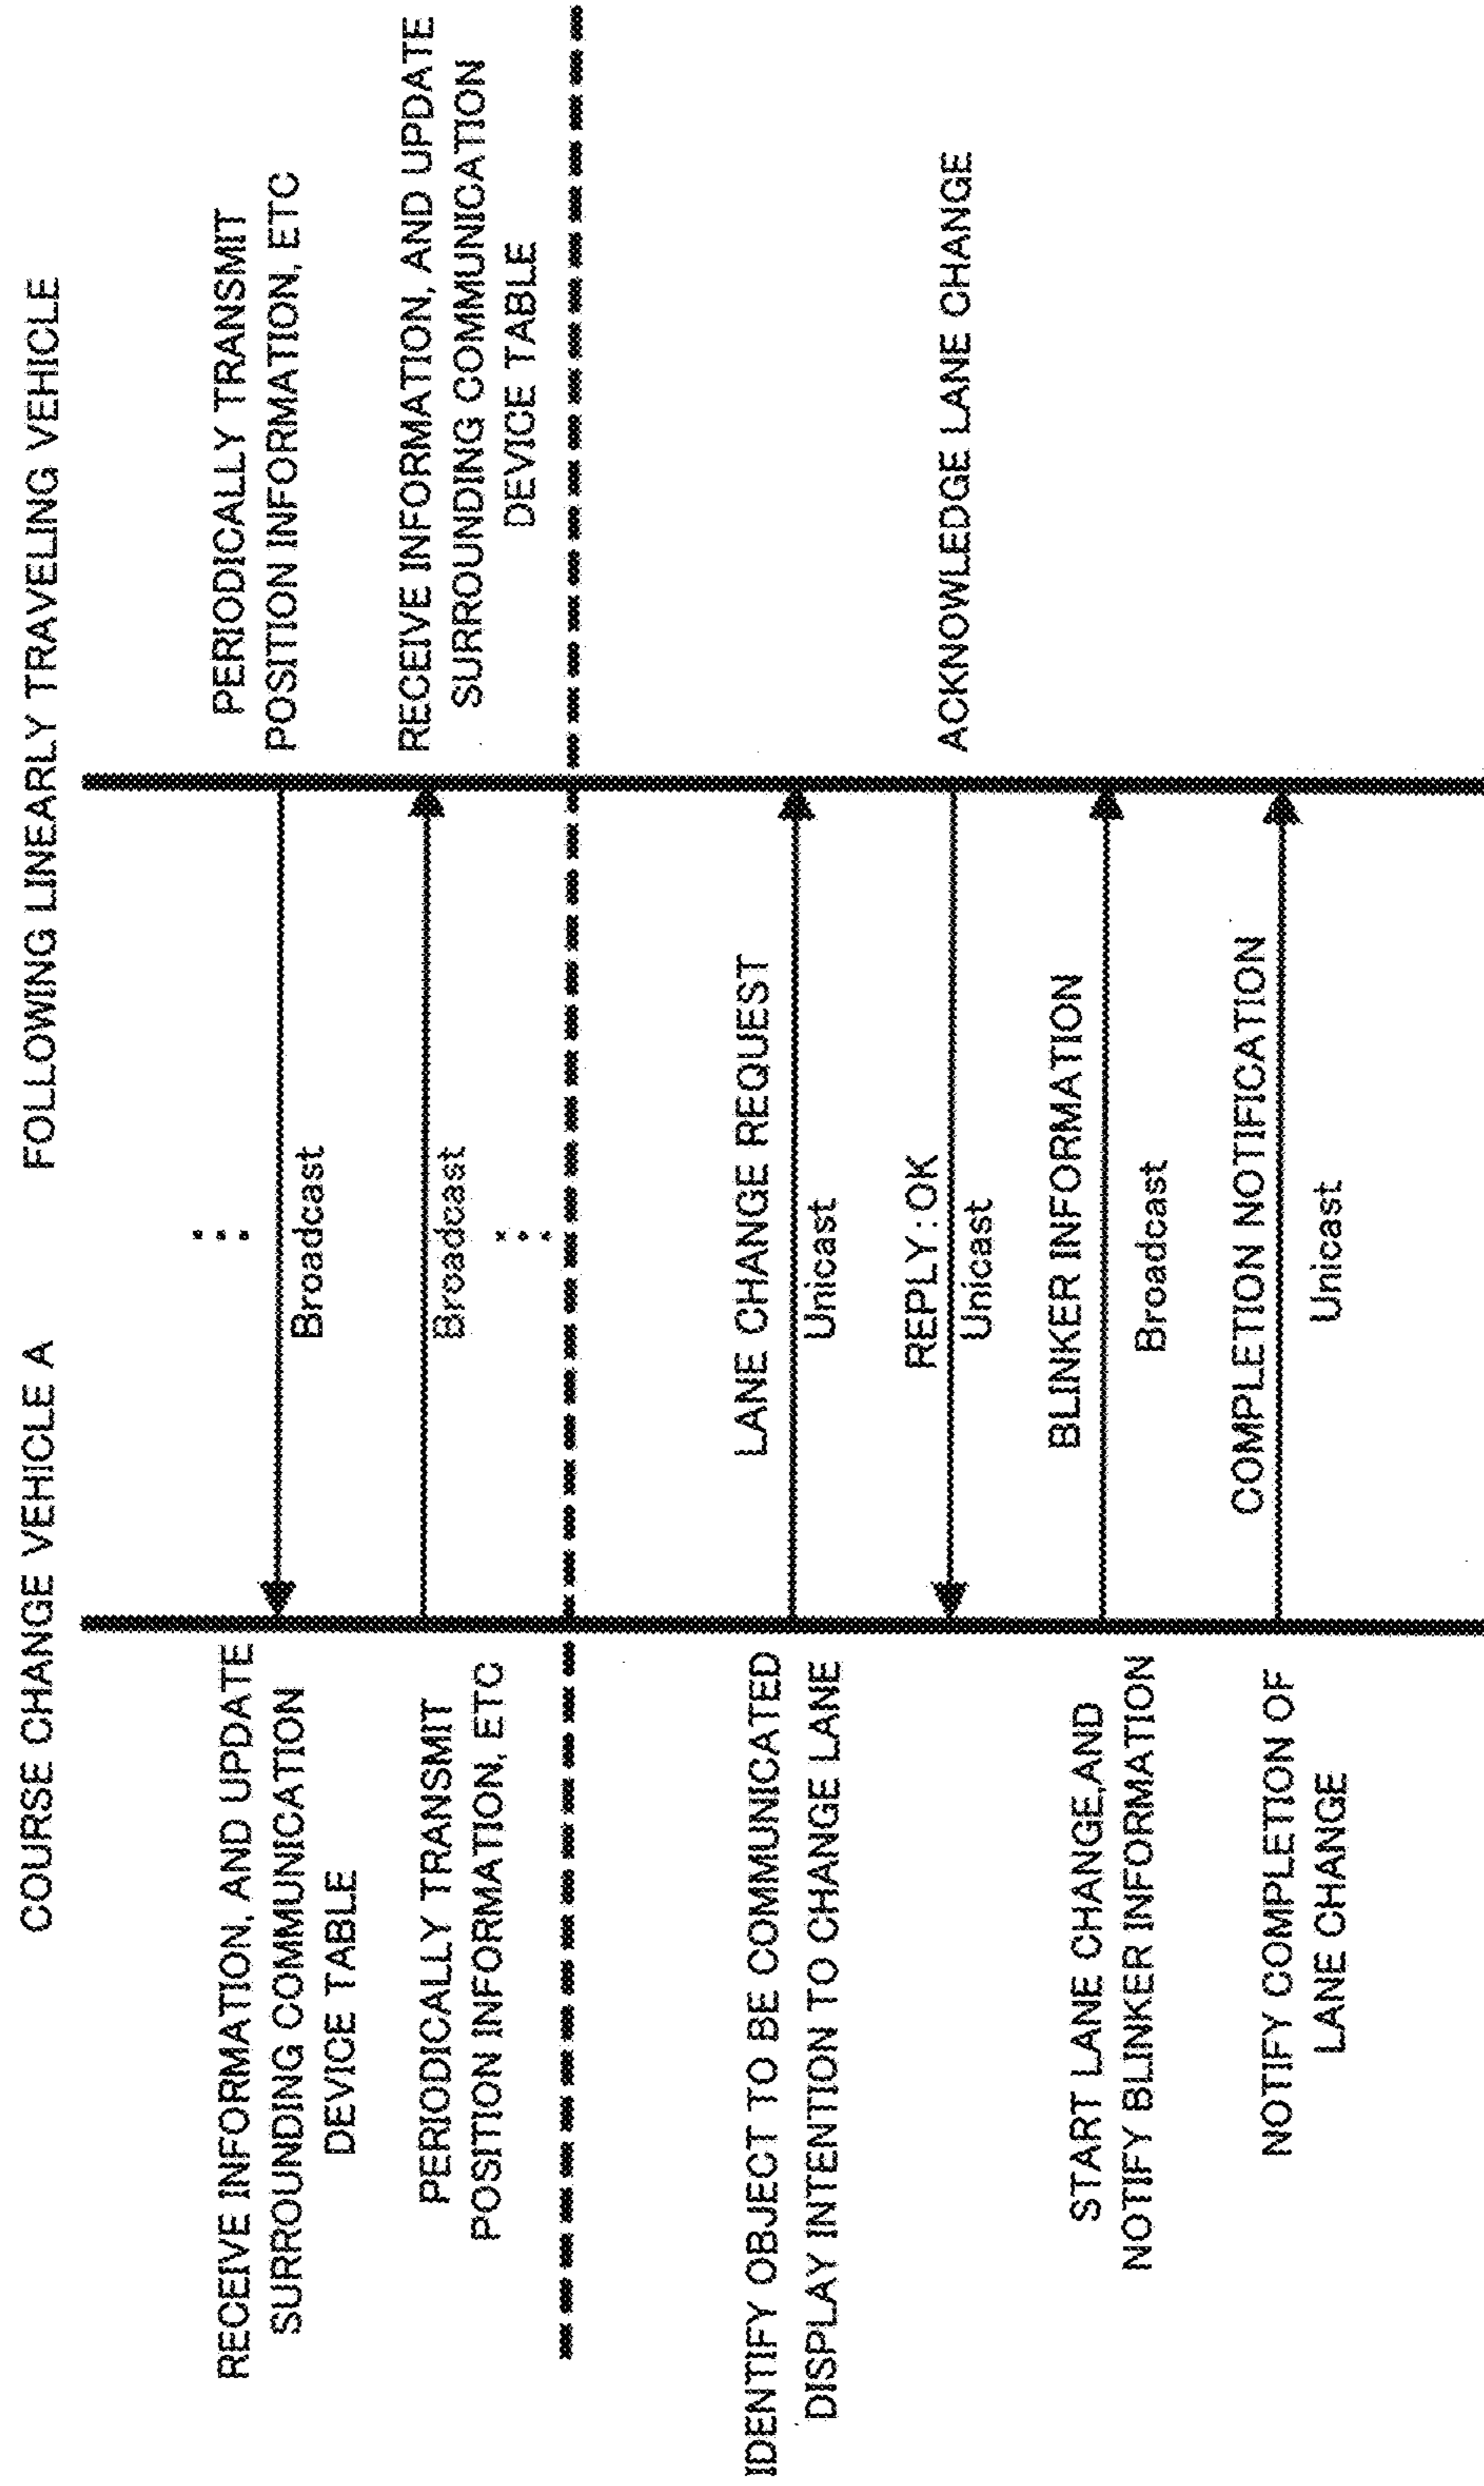 COURSE CHANGE VEHICLE A
FOLLOWING LINEARLY TRAVELING VEHICLE
RECEIVE INFORMATION, AND UPDATE
SURROUNDING COMMUNICATION
DEVICE TABLE
Broadcast
PERIODICALLY TRANSMIT
POSITION INFORMATION, ETC
PERIODICALLY TRANSMIT
POSITION INFORMATION, ETC
Broadcast
RECEIVE INFORMATION, AND UPDATE
SURROUNDING COMMUNICATION
DEVICE TABLE
IDENTIFY OBJECT TO BE COMMUNICATED
DISPLAY INTENTION TO CHANGE LANE
LANE CHANGE REQUEST
Unicast
REPLY:OK
Unicast
ACKNOWLEDGE LANE CHANGE
START LANE CHANGE,AND
NOTIFY BLINKER INFORMATION
BLINKER INFORMATION
Broadcast
NOTIFY COMPLETION OF
LANE CHANGE
COMPLETION NOTIFICATION
Unicast